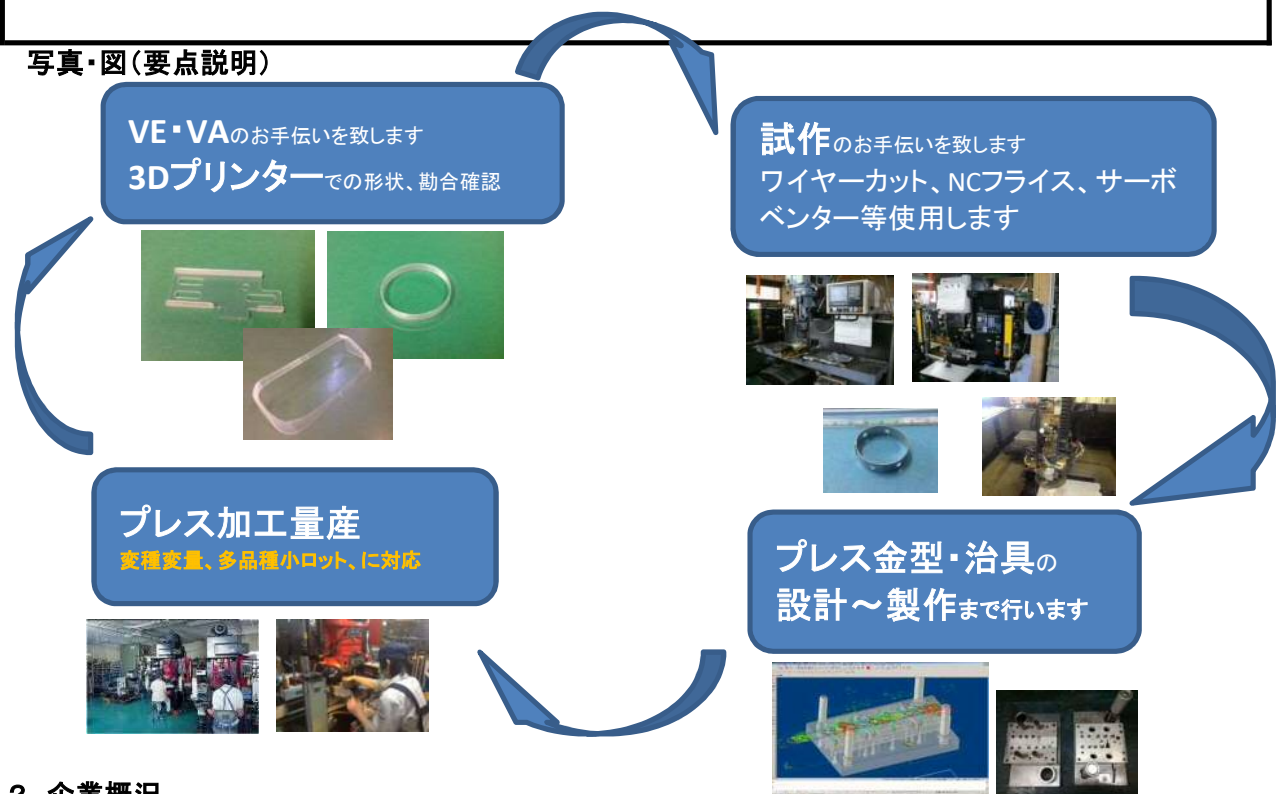 写真・図(要点説明)
VE・VAのお手伝いを致します
3Dプリンターでの形状、勘合確認
試作のお手伝いを致します
ワイヤーカット、NCフライス、サーボ
ベンター等使用します
プレス金型・治具の
設計~製作まで行います
プレス加工量産
変種変量、多品種小ロット、に対応
2 企業概況